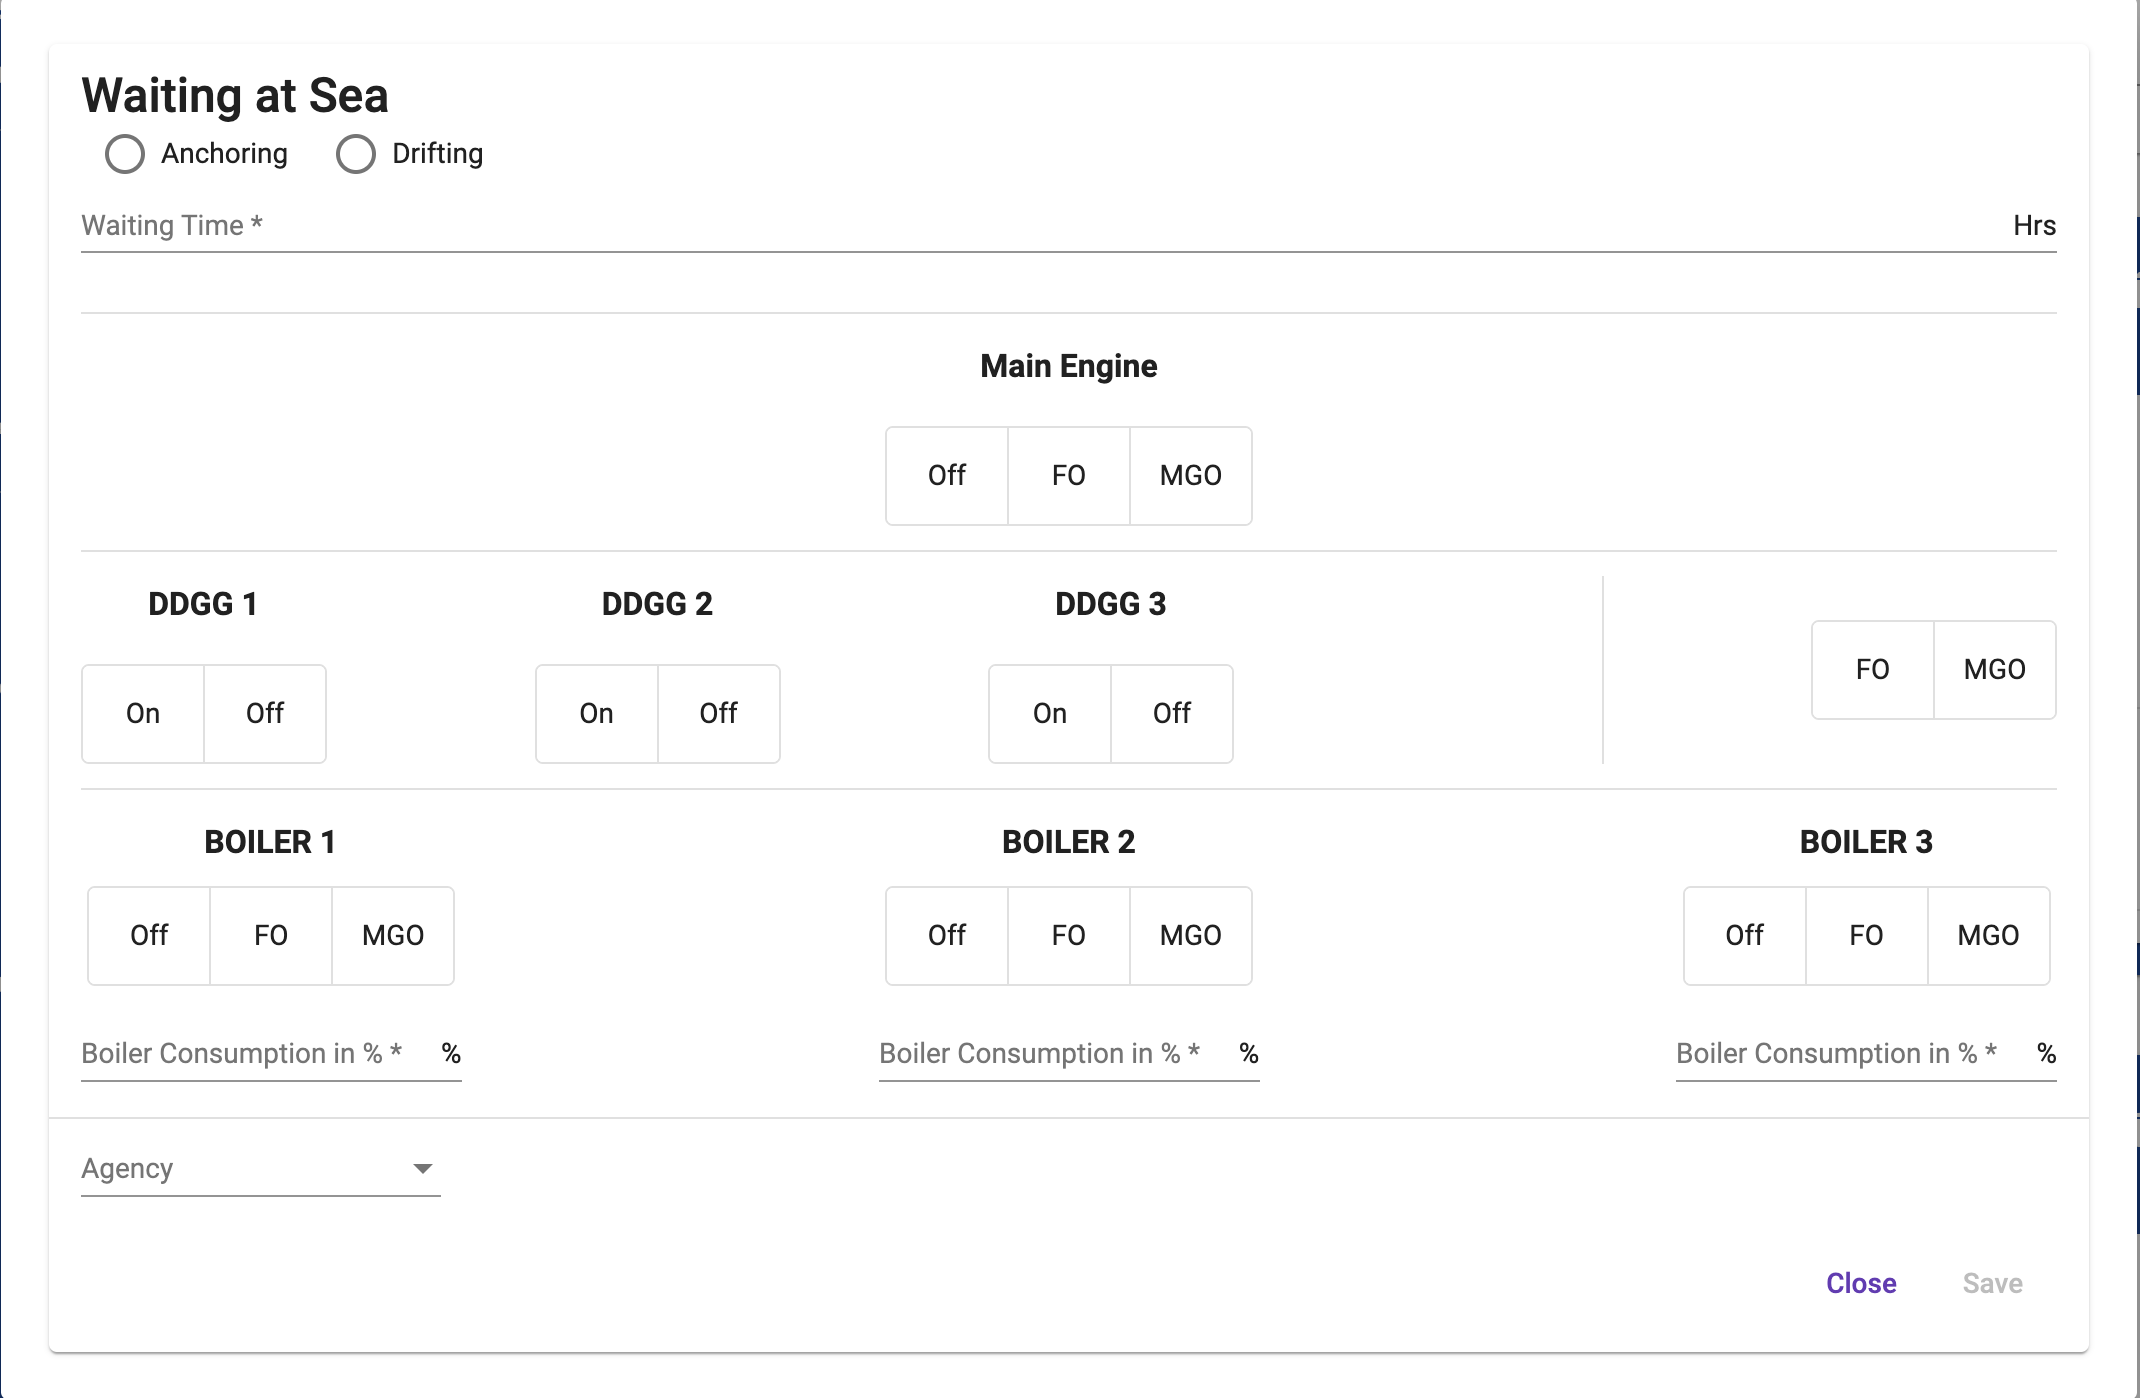 Waiting at Sea
Anchoring Drifting
Waiting Time * Hrs
Main Engine
Off FO MGO
DDGG 1 DDGG 2 DDGG 3
FO MGO
On Off On Off On Off
BOILER 1 BOILER 2 BOILER 3
Off FO MGO Off FO MGO Off FO MGO
Boiler Consumption in % * % Boiler Consumption in % * % Boiler Consumption in % * %
Agency
Close Save